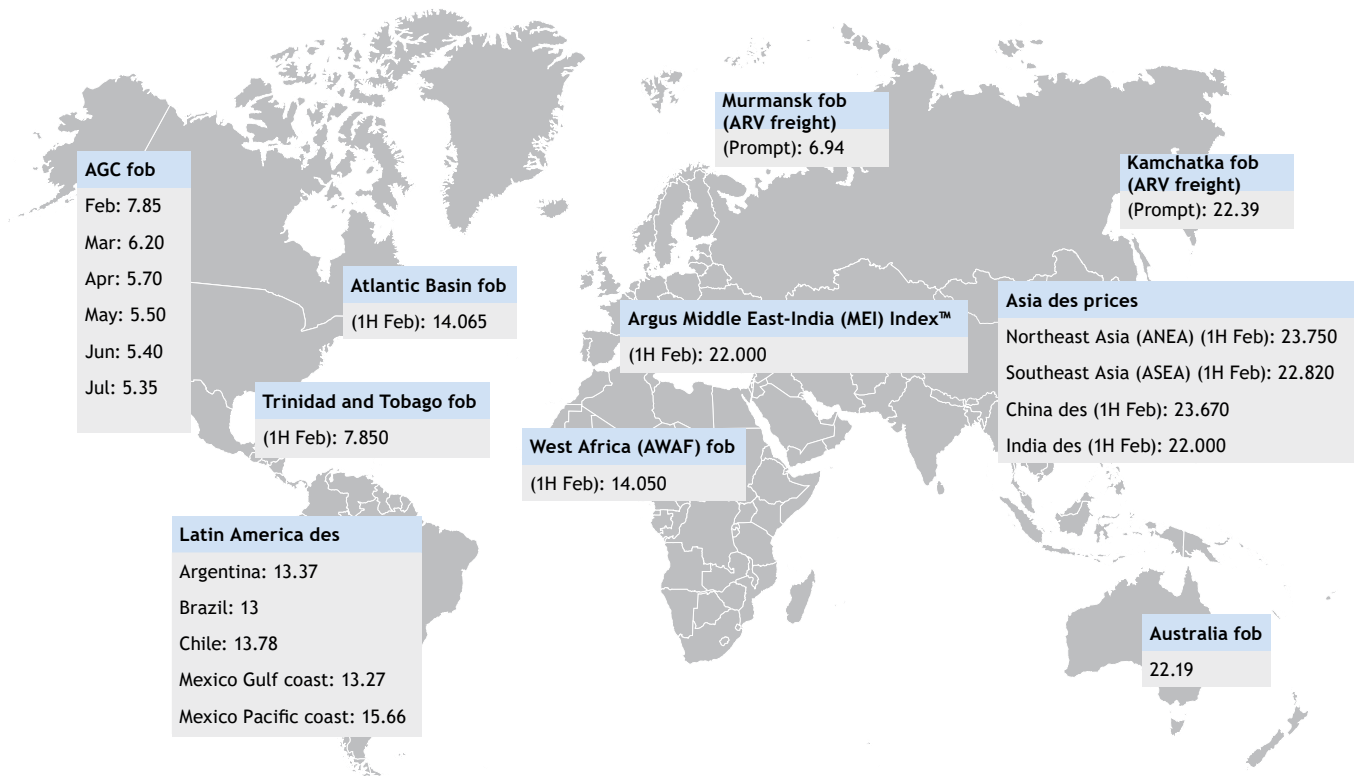 Murmansk fob
(ARV freight)
(Prompt): 6.94
Kamchatka fob
(ARV freight)
(Prompt): 22.39
AGC fob
Feb: 7.85
Mar: 6.20
Apr: 5.70
May: 5.50
Jun: 5.40
Jul: 5.35
Atlantic Basin fob
(1H Feb): 14.065
Argus Middle East-India (MEI) Index™
(1H Feb): 22.000
Asia des prices
Northeast Asia (ANEA) (1H Feb): 23.750
Southeast Asia (ASEA) (1H Feb): 22.820
China des (1H Feb): 23.670
India des (1H Feb): 22.000
Trinidad and Tobago fob
(1H Feb): 7.850
West Africa (AWAF) fob
(1H Feb): 14.050
Latin America des
Argentina: 13.37
Brazil: 13
Chile: 13.78
Mexico Gulf coast: 13.27
Mexico Pacific coast: 15.66
Australia fob
22.19